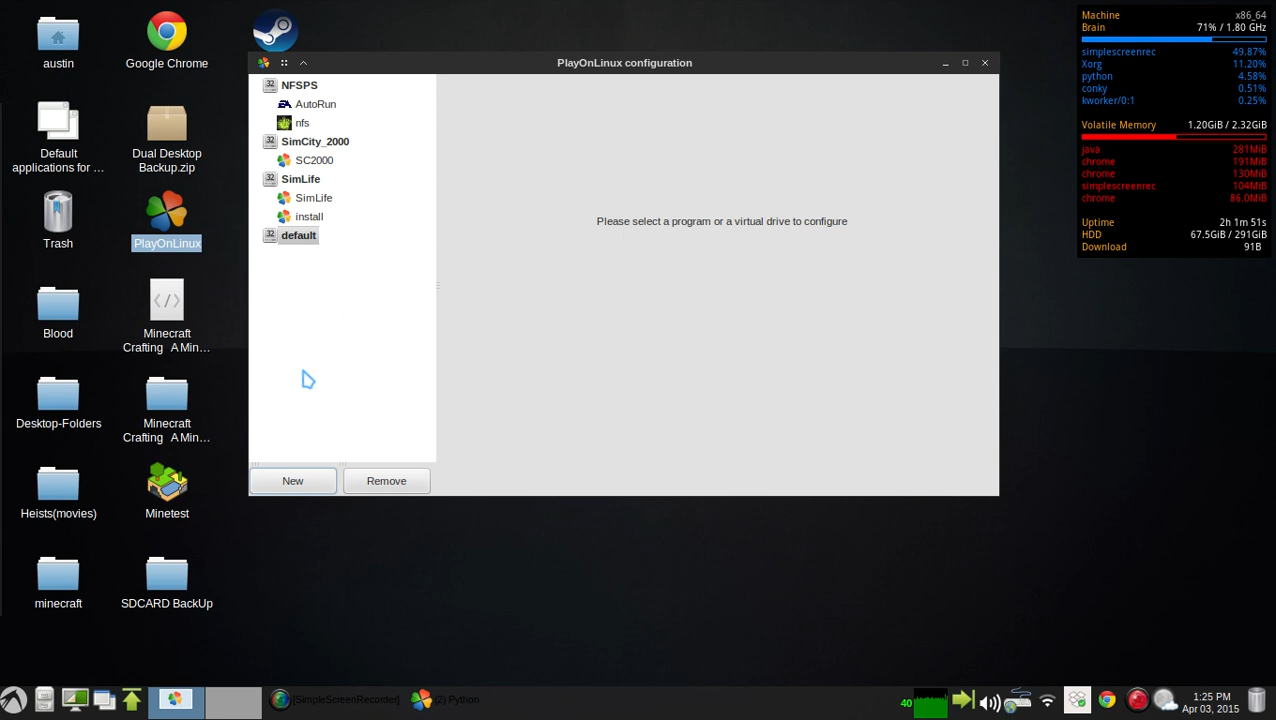 austin
Google Chrome
Default
applications for ...
Dual Desktop
Backup.zip
Trash
PlayOnLinux
Blood
Minecraft
Crafting A Min...
Desktop-Folders
Minecraft
Crafting A Min...
Heists(movies)
Minetest
minecraft
SDCARD BackUp
PlayOnLinux configuration
32 NFSPS
EA AutoRun
nfs
32 SimCity_2000
SC2000
32 SimLife
SimLife
install
32 default
New
Remove
Please select a program or a virtual drive to configure
Machine x86_64
Brain 71% / 1.80 GHz
simplescreenrec 49.87%
Xorg 11.20%
python 4.58%
conky 0.51%
kworker/0:1 0.25%
Volatile Memory 1.20GiB / 2.32GiB
java 281MiB
chrome 191MiB
chrome 130MiB
simplescreenrec 104MiB
chrome 86.0MiB
Uptime 2h 1m 51s
HDD 67.5GiB / 291GiB
Download 91B
[SimpleScreenRecorder]
(2) Python
40
1:25 PM
Apr 03, 2015